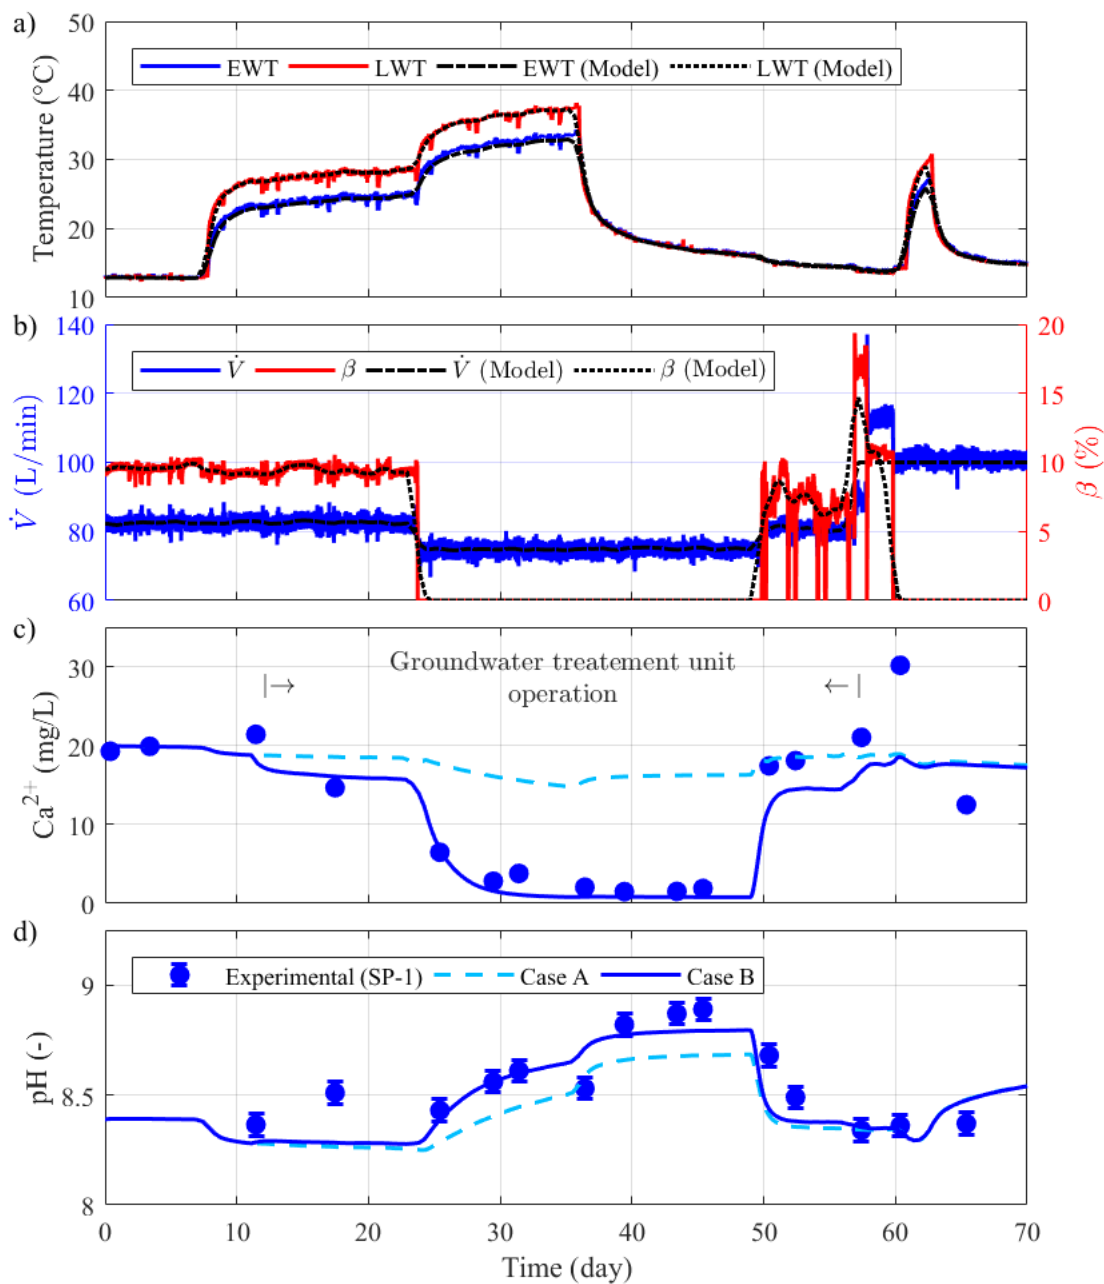 a)
50
40
30
20
10
Temperature (°C)
EWT LWT EWT (Model) LWT (Model)
b)
140
120
100
80
60
V̇ (L/min)
V̇ β V̇ (Model) β (Model)
20
15
10
5
0
β (%)
c)
30
20
10
0
Ca²⁺ (mg/L)
Groundwater treatement unit
operation
|→
←|
d)
9
8.5
8
pH (-)
Experimental (SP-1) Case A Case B
0 10 20 30 40 50 60 70
Time (day)